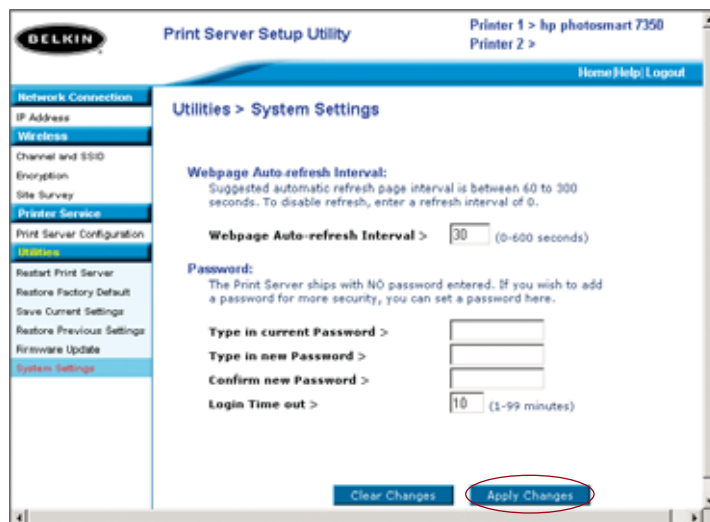 BELKIN
Print Server Setup Utility
Printer 1 > hp photosmart 7350
Printer 2 >
Home|Help|Logout
Network Connection
IP Address
Wireless
Channel and SSID
Encryption
Site Survey
Printer Service
Print Server Configuration
Utilities
Restart Print Server
Restore Factory Default
Save Current Settings
Restore Previous Settings
Firmware Update
System Settings
Utilities > System Settings
Webpage Auto-refresh Interval:
Suggested automatic refresh page interval is between 60 to 300
seconds. To disable refresh, enter a refresh interval of 0.
Webpage Auto-refresh Interval > 30 (0-600 seconds)
Password:
The Print Server ships with NO password entered. If you wish to add
a password for more security, you can set a password here.
Type in current Password >
Type in new Password >
Confirm new Password >
Login Time out > 10 (1-99 minutes)
Clear Changes Apply Changes